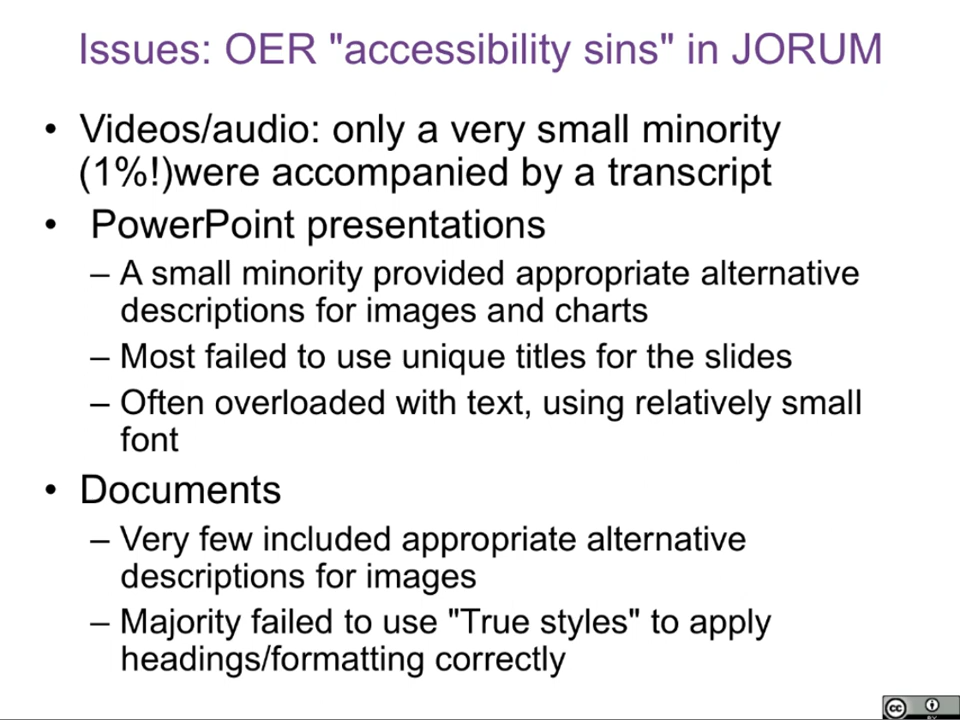 Issues: OER "accessibility sins" in JORUM
• Videos/audio: only a very small minority
(1%!)were accompanied by a transcript
• PowerPoint presentations
– A small minority provided appropriate alternative
descriptions for images and charts
– Most failed to use unique titles for the slides
– Often overloaded with text, using relatively small
font
• Documents
– Very few included appropriate alternative
descriptions for images
– Majority failed to use "True styles" to apply
headings/formatting correctly
cc
BY